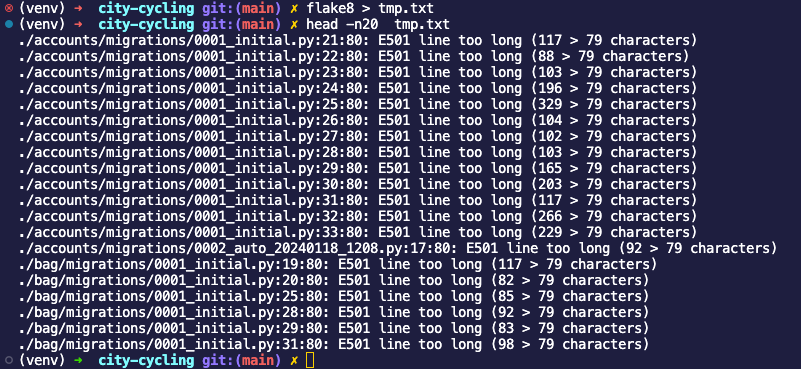 (venv) ➜ city-cycling git:(main) ✗ flake8 > tmp.txt
(venv) ➜ city-cycling git:(main) ✗ head -n20  tmp.txt
./accounts/migrations/0001_initial.py:21:80: E501 line too long (117 > 79 characters)
./accounts/migrations/0001_initial.py:22:80: E501 line too long (88 > 79 characters)
./accounts/migrations/0001_initial.py:23:80: E501 line too long (103 > 79 characters)
./accounts/migrations/0001_initial.py:24:80: E501 line too long (196 > 79 characters)
./accounts/migrations/0001_initial.py:25:80: E501 line too long (329 > 79 characters)
./accounts/migrations/0001_initial.py:26:80: E501 line too long (104 > 79 characters)
./accounts/migrations/0001_initial.py:27:80: E501 line too long (102 > 79 characters)
./accounts/migrations/0001_initial.py:28:80: E501 line too long (103 > 79 characters)
./accounts/migrations/0001_initial.py:29:80: E501 line too long (165 > 79 characters)
./accounts/migrations/0001_initial.py:30:80: E501 line too long (203 > 79 characters)
./accounts/migrations/0001_initial.py:31:80: E501 line too long (117 > 79 characters)
./accounts/migrations/0001_initial.py:32:80: E501 line too long (266 > 79 characters)
./accounts/migrations/0001_initial.py:33:80: E501 line too long (229 > 79 characters)
./accounts/migrations/0002_auto_20240118_1208.py:17:80: E501 line too long (92 > 79 characters)
./bag/migrations/0001_initial.py:19:80: E501 line too long (117 > 79 characters)
./bag/migrations/0001_initial.py:20:80: E501 line too long (82 > 79 characters)
./bag/migrations/0001_initial.py:25:80: E501 line too long (85 > 79 characters)
./bag/migrations/0001_initial.py:28:80: E501 line too long (92 > 79 characters)
./bag/migrations/0001_initial.py:29:80: E501 line too long (83 > 79 characters)
./bag/migrations/0001_initial.py:31:80: E501 line too long (98 > 79 characters)
(venv) ➜ city-cycling git:(main) ✗